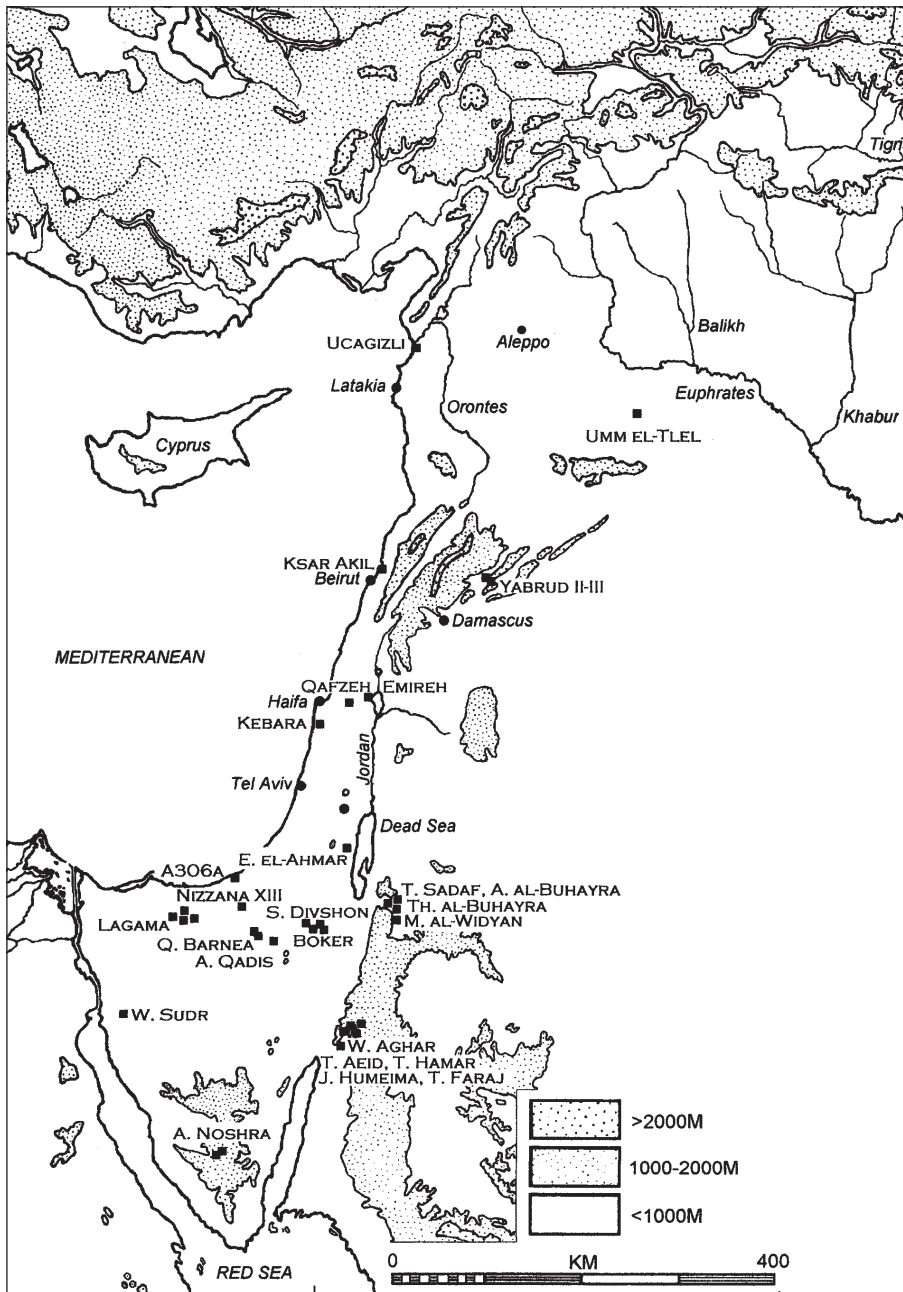 Tigri
UCAGIZLI
Aleppo
Balikh
Latakia
Orontes
Euphrates
Khabur
UMM EL-TLEL
Cyprus
KSAR AKIL
Beirut
YABRUD II-III
Damascus
MEDITERRANEAN
QAFZEH
EMIREH
Haifa
KEBARA
Jordan
Tel Aviv
Dead Sea
E. EL-AHMAR
A306A
T. SADAF, A. AL-BUHAYRA
NIZZANA XIII
TH. AL-BUHAYRA
LAGAMA
S. DIVSHON
M. AL-WIDYAN
Q. BARNEA
BOKER
A. QADIS
W. SUDR
W. AGHAR
T. AEID, T. HAMAR
J. HUMEIMA, T. FARAJ
A. NOSHRA
>2000M
1000-2000M
<1000M
0 KM 400
RED SEA